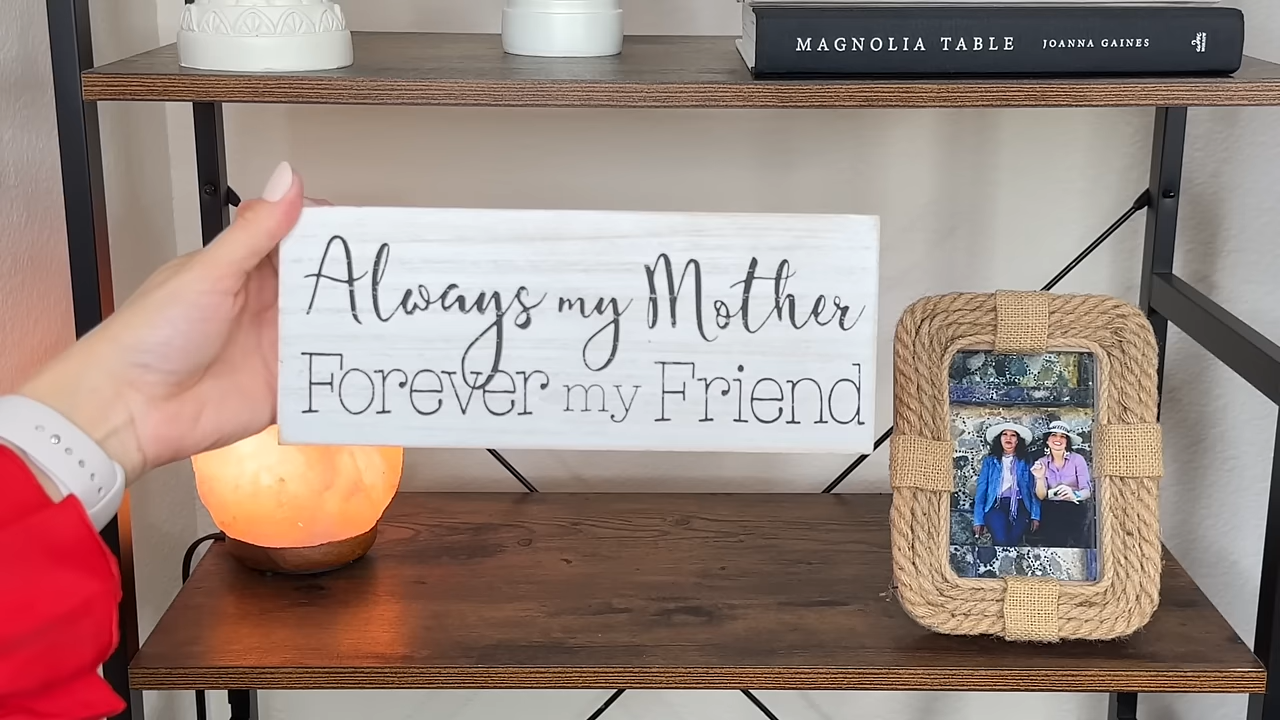 MAGNOLIA TABLE JOANNA GAINES
Always my Mother
Forever my Friend